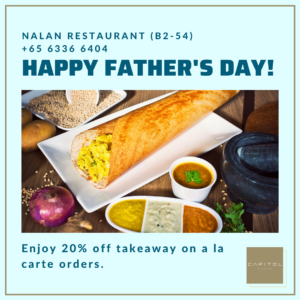 NALAN RESTAURANT (B2-54)
+65 6336 6404
HAPPY FATHER'S DAY!
Enjoy 20% off takeaway on a la
carte orders.
CAPITOL